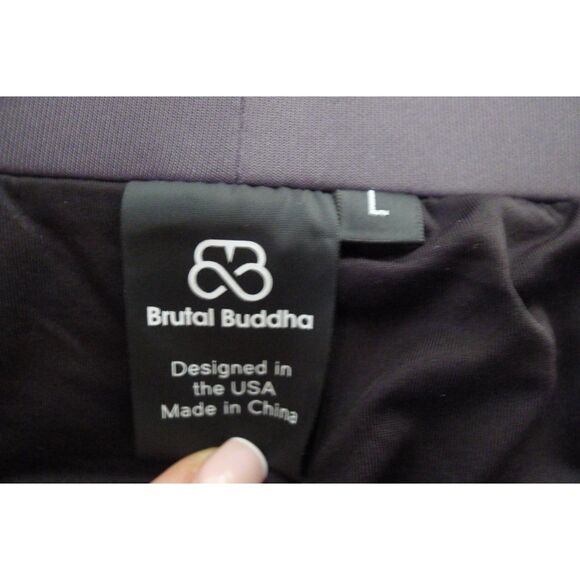 L
Brutal Buddha
Designed in
the USA
Made in China